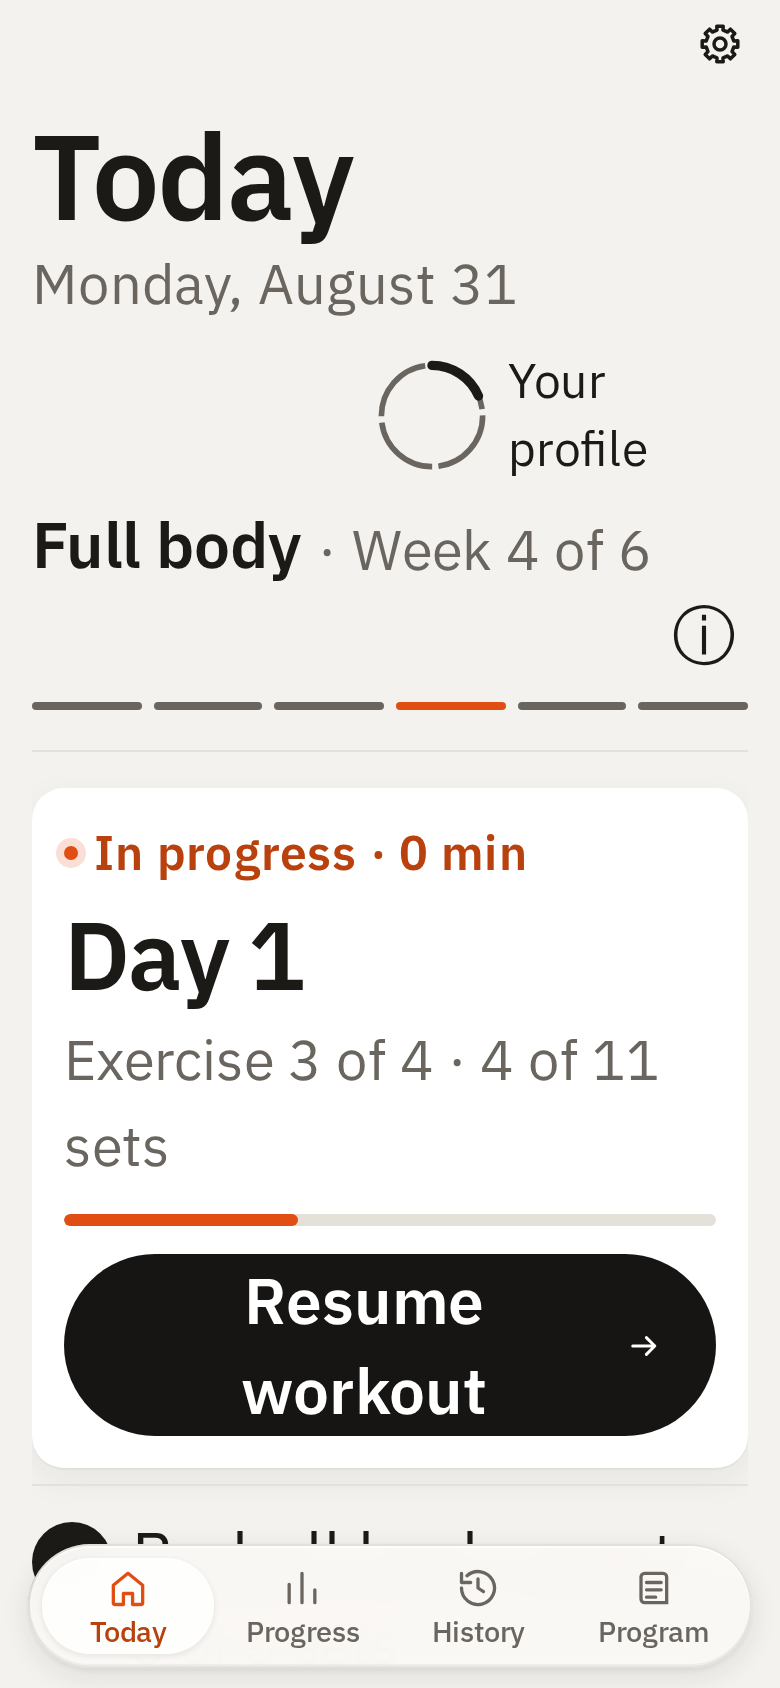 Today
Monday, August 31
Your
profile
Full body · Week 4 of 6
In progress · 0 min
Day 1
Exercise 3 of 4 · 4 of 11
sets
Resume
workout
Today
Progress
History
Program